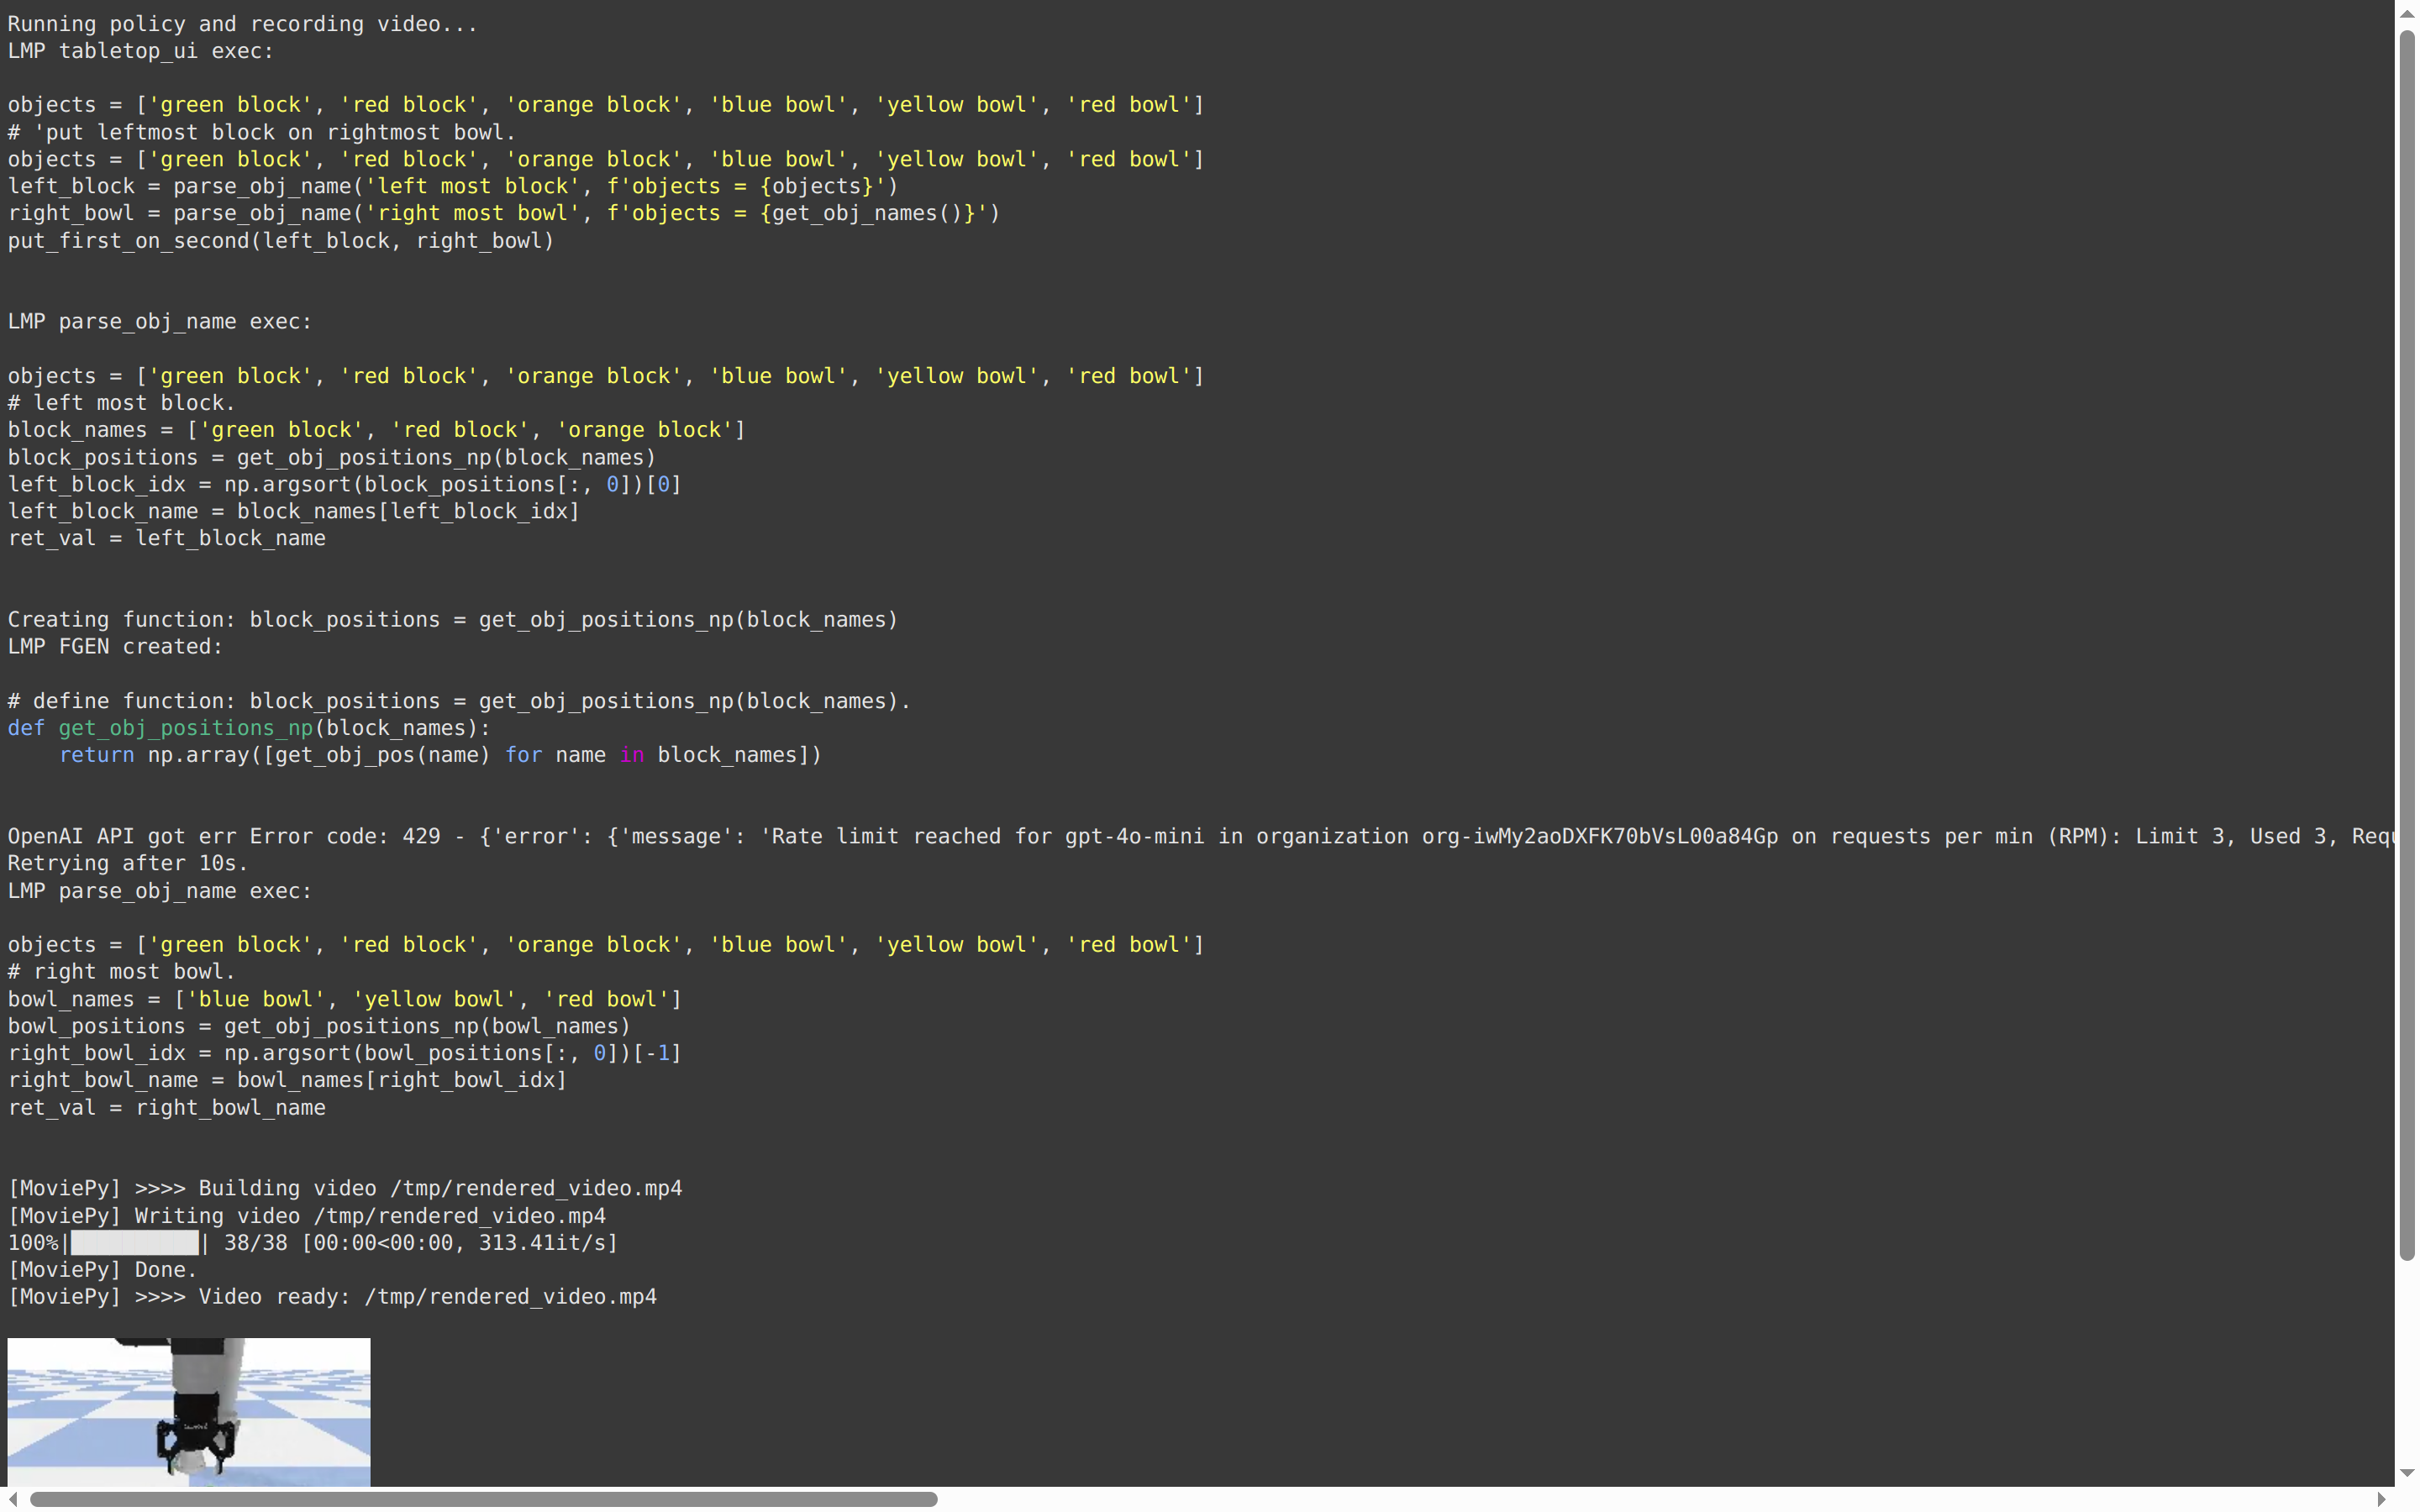 Running policy and recording video...
LMP tabletop_ui exec:
objects = ['green block', 'red block', 'orange block', 'blue bowl', 'yellow bowl', 'red bowl']
# 'put leftmost block on rightmost bowl.
objects = ['green block', 'red block', 'orange block', 'blue bowl', 'yellow bowl', 'red bowl']
left_block = parse_obj_name('left most block', f'objects = {objects}')
right_bowl = parse_obj_name('right most bowl', f'objects = {get_obj_names()}')
put_first_on_second(left_block, right_bowl)
LMP parse_obj_name exec:
objects = ['green block', 'red block', 'orange block', 'blue bowl', 'yellow bowl', 'red bowl']
# left most block.
block_names = ['green block', 'red block', 'orange block']
block_positions = get_obj_positions_np(block_names)
left_block_idx = np.argsort(block_positions[:, 0])[0]
left_block_name = block_names[left_block_idx]
ret_val = left_block_name
Creating function: block_positions = get_obj_positions_np(block_names)
LMP FGEN created:
# define function: block_positions = get_obj_positions_np(block_names).
def get_obj_positions_np(block_names):
    return np.array([get_obj_pos(name) for name in block_names])
OpenAI API got err Error code: 429 - {'error': {'message': 'Rate limit reached for gpt-4o-mini in organization org-iwMy2aoDXFK70bVsL00a84Gp on requests per min (RPM): Limit 3, Used 3, Requ
Retrying after 10s.
LMP parse_obj_name exec:
objects = ['green block', 'red block', 'orange block', 'blue bowl', 'yellow bowl', 'red bowl']
# right most bowl.
bowl_names = ['blue bowl', 'yellow bowl', 'red bowl']
bowl_positions = get_obj_positions_np(bowl_names)
right_bowl_idx = np.argsort(bowl_positions[:, 0])[-1]
right_bowl_name = bowl_names[right_bowl_idx]
ret_val = right_bowl_name
[MoviePy] >>>> Building video /tmp/rendered_video.mp4
[MoviePy] Writing video /tmp/rendered_video.mp4
100%|██████████| 38/38 [00:00<00:00, 313.41it/s]
[MoviePy] Done.
[MoviePy] >>>> Video ready: /tmp/rendered_video.mp4